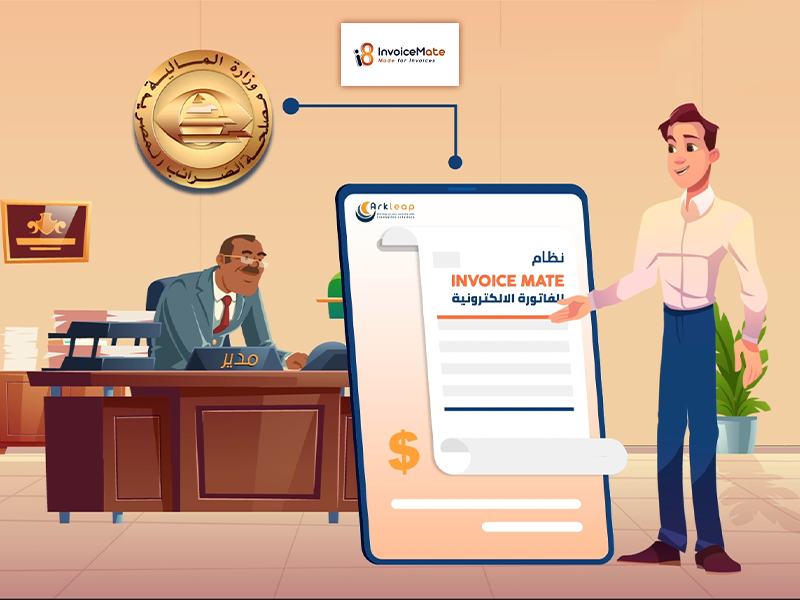 InvoiceMate
Made for Invoices
وزارة المالية
مصلحة الضرائب المصرية
ArkLeap
نظام
INVOICE MATE
الفاتورة الالكترونية
مدير
$